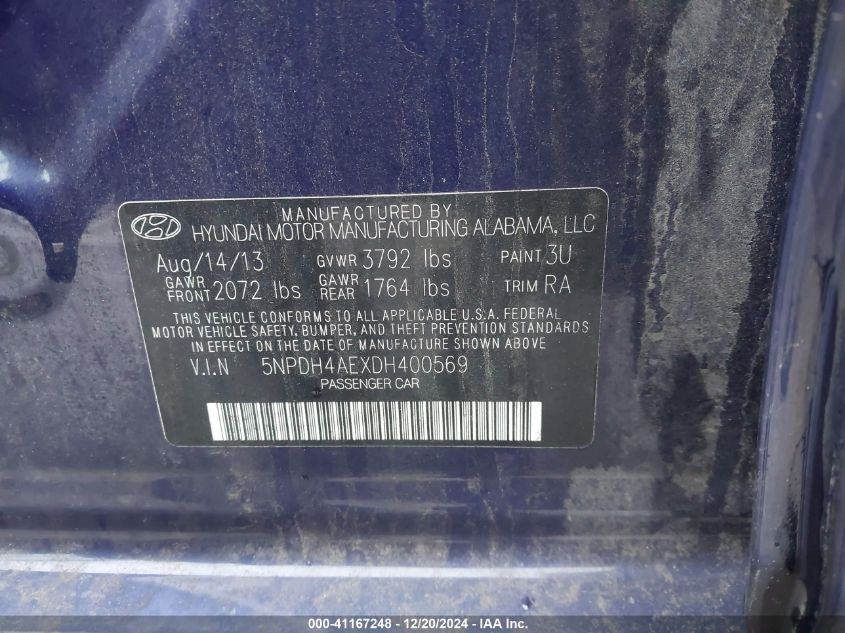 MANUFACTURED BY
HYUNDAI MOTOR MANUFACTURING ALABAMA, LLC
Aug/14/13 GVWR 3792 lbs PAINT 3U
GAWR FRONT 2072 lbs GAWR REAR 1764 lbs TRIM RA
THIS VEHICLE CONFORMS TO ALL APPLICABLE U.S.A. FEDERAL
MOTOR VEHICLE SAFETY, BUMPER, AND THEFT PREVENTION STANDARDS
IN EFFECT ON THE DATE OF MANUFACTURE SHOWN ABOVE
V.I.N 5NPDH4AEXDH400569
PASSENGER CAR
000-41167248 - 12/20/2024 - IAA Inc.